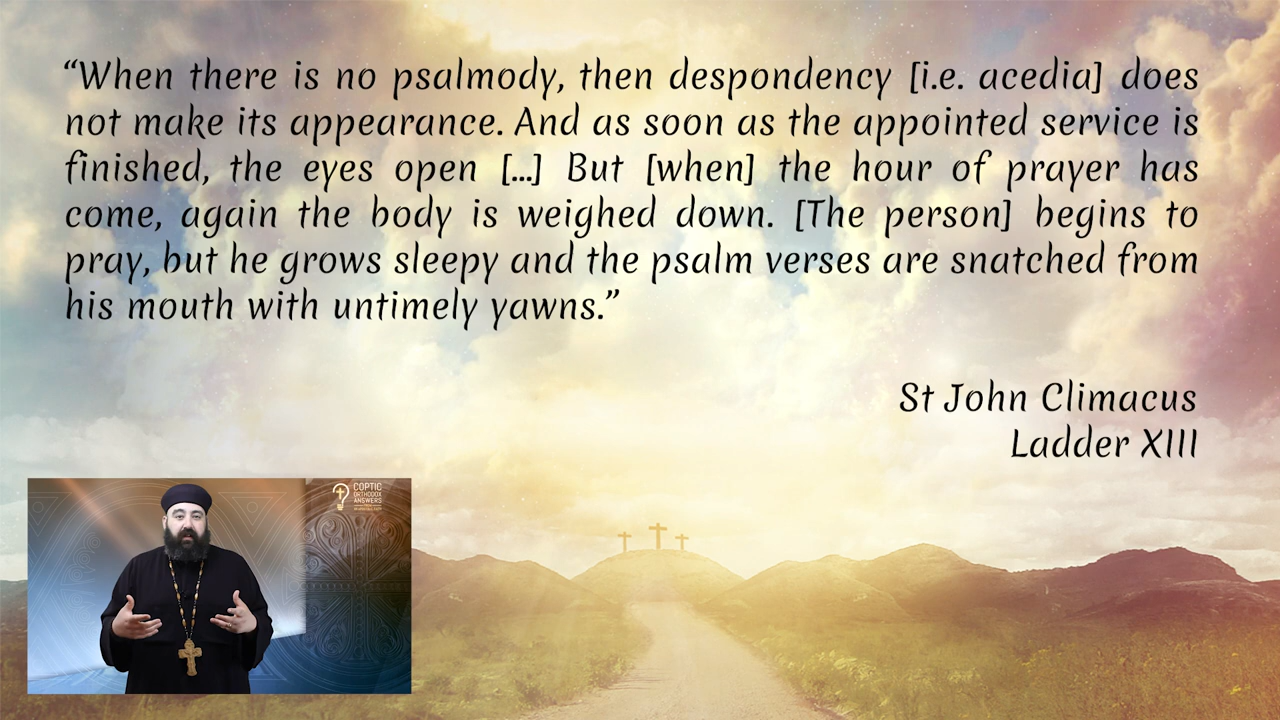 “When there is no psalmody, then despondency [i.e. acedia] does
not make its appearance. And as soon as the appointed service is
finished, the eyes open [...] But [when] the hour of prayer has
come, again the body is weighed down. [The person] begins to
pray, but he grows sleepy and the psalm verses are snatched from
his mouth with untimely yawns.”
St John Climacus
Ladder XIII
COPTIC
ORTHODOX
ANSWERS